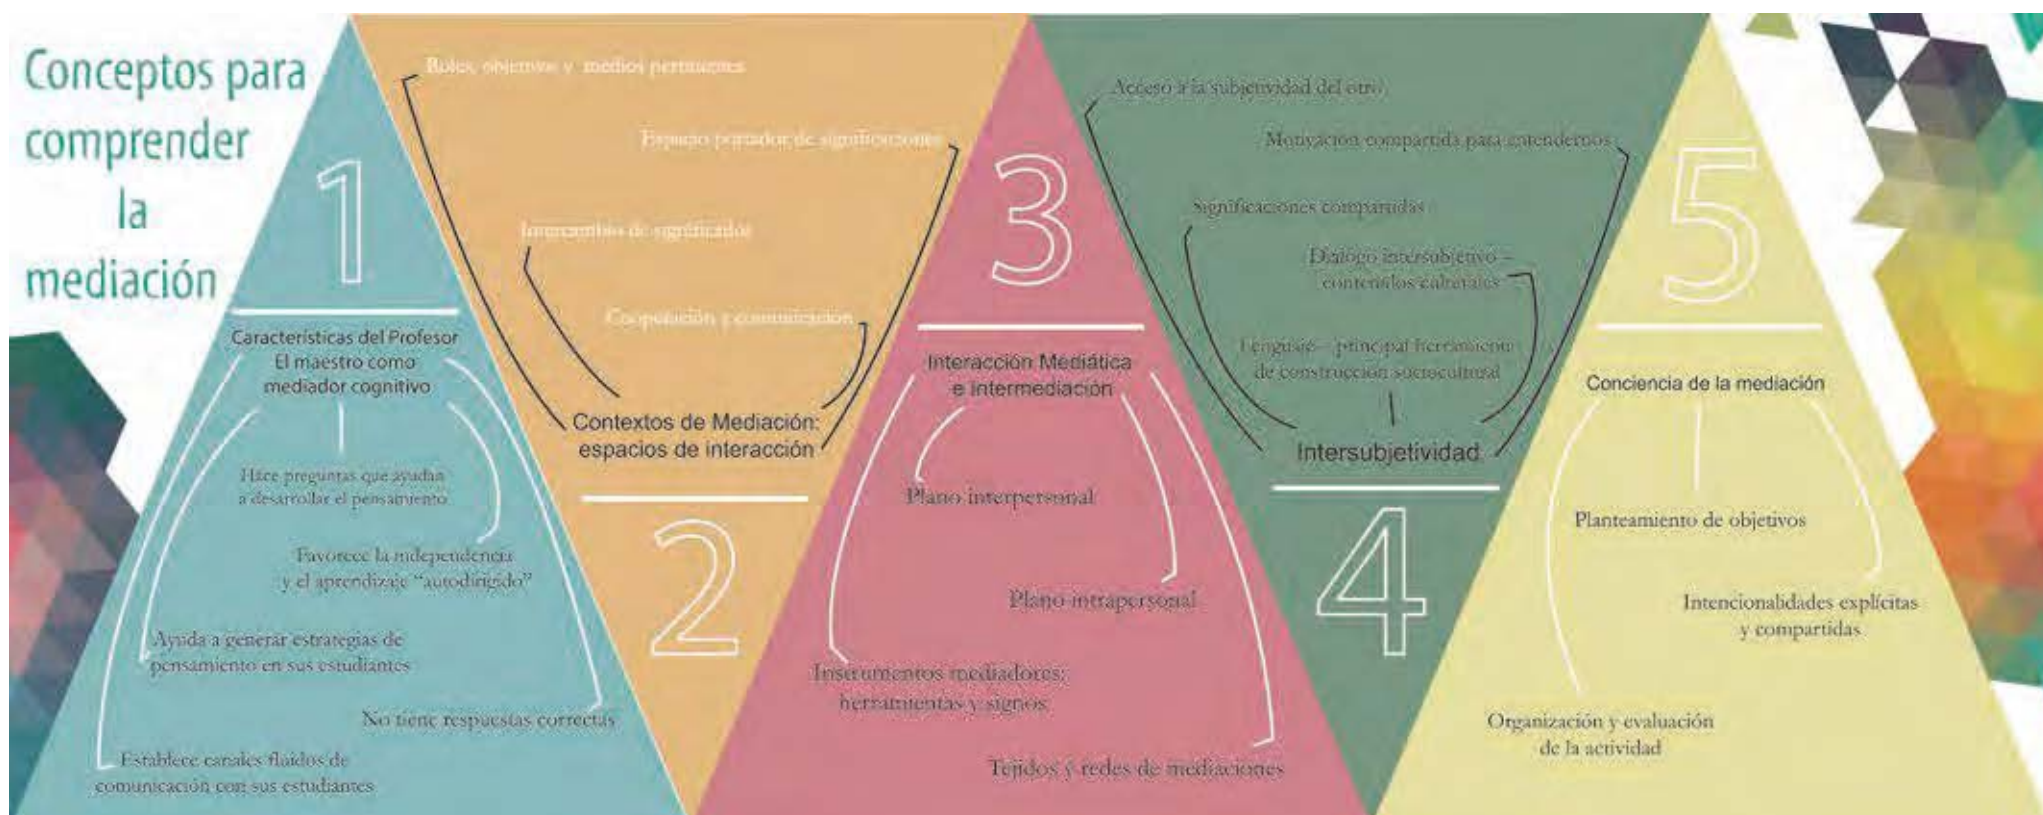 Conceptos para
comprender
la
mediación
1
Características del Profesor
El maestro como
mediador cognitivo
Hace preguntas que ayudan
a desarrollar el pensamiento
Favorece la independencia
y el aprendizaje “autodirigido”
Ayuda a generar estrategias de
pensamiento en sus estudiantes
No tiene respuestas correctas
Establece canales fluidos de
comunicación con sus estudiantes
Roles, objetivos y medios pertinentes
Espacio portador de significaciones
Intercambio de significados
Cooperación y comunicación
Contextos de Mediación:
espacios de interacción
2
3
Interacción Mediática
e Intermediación
Plano interpersonal
Plano intrapersonal
Instrumentos mediadores:
herramientas y signos
Tejidos y redes de mediaciones
Acceso a la subjetividad del otro
Motivación compartida para entendernos
Significaciones compartidas
Diálogo intersubjetivo –
contenidos culturales
Lenguaje – principal herramienta
de construcción sociocultural
Intersubjetividad
4
5
Conciencia de la mediación
Planteamiento de objetivos
Intencionalidades explícitas
y compartidas
Organización y evaluación
de la actividad